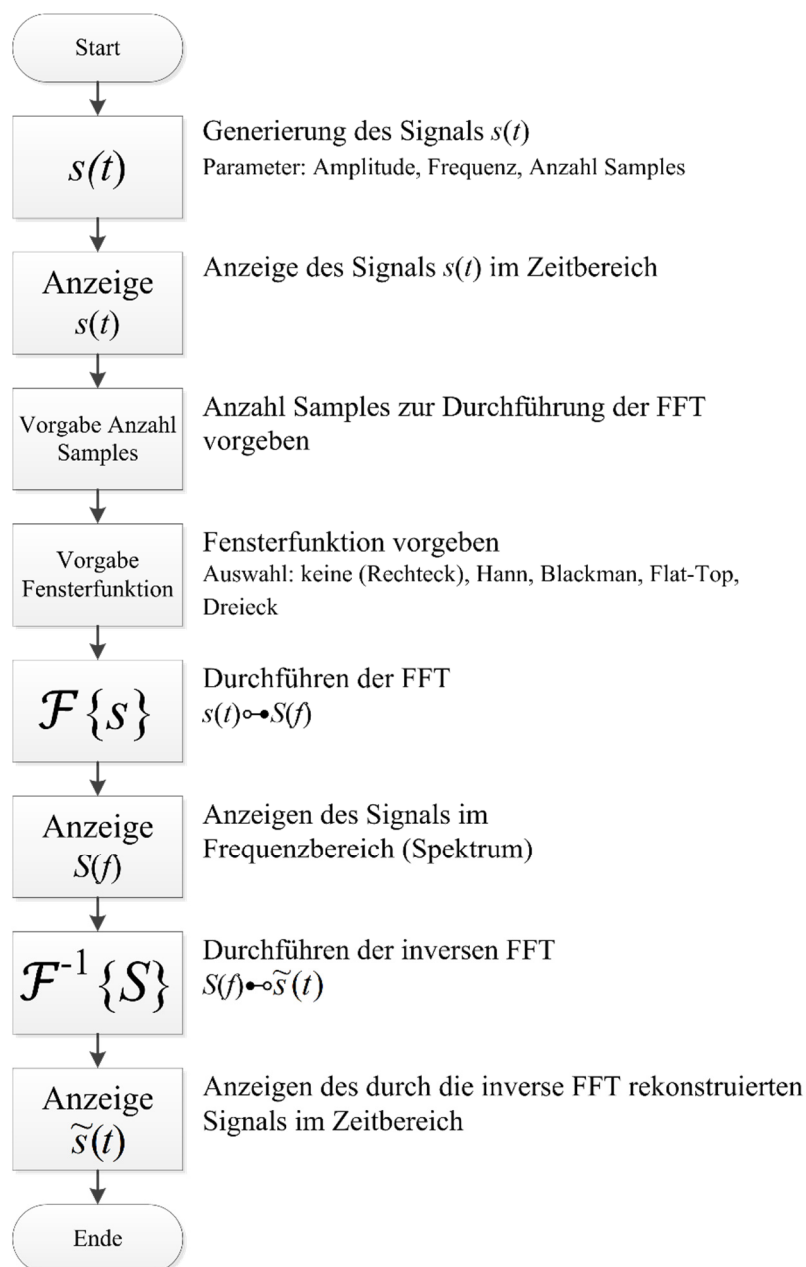 Start
s(t)
Generierung des Signals s(t)
Parameter: Amplitude, Frequenz, Anzahl Samples
Anzeige
s(t)
Anzeige des Signals s(t) im Zeitbereich
Vorgabe Anzahl
Samples
Anzahl Samples zur Durchführung der FFT
vorgeben
Vorgabe
Fensterfunktion
Fensterfunktion vorgeben
Auswahl: keine (Rechteck), Hann, Blackman, Flat-Top,
Dreieck
ℱ{s}
Durchführen der FFT
s(t)○─●S(f)
Anzeige
S(f)
Anzeigen des Signals im
Frequenzbereich (Spektrum)
ℱ⁻¹{S}
Durchführen der inversen FFT
S(f)●─○s̃(t)
Anzeige
s̃(t)
Anzeigen des durch die inverse FFT rekonstruierten
Signals im Zeitbereich
Ende